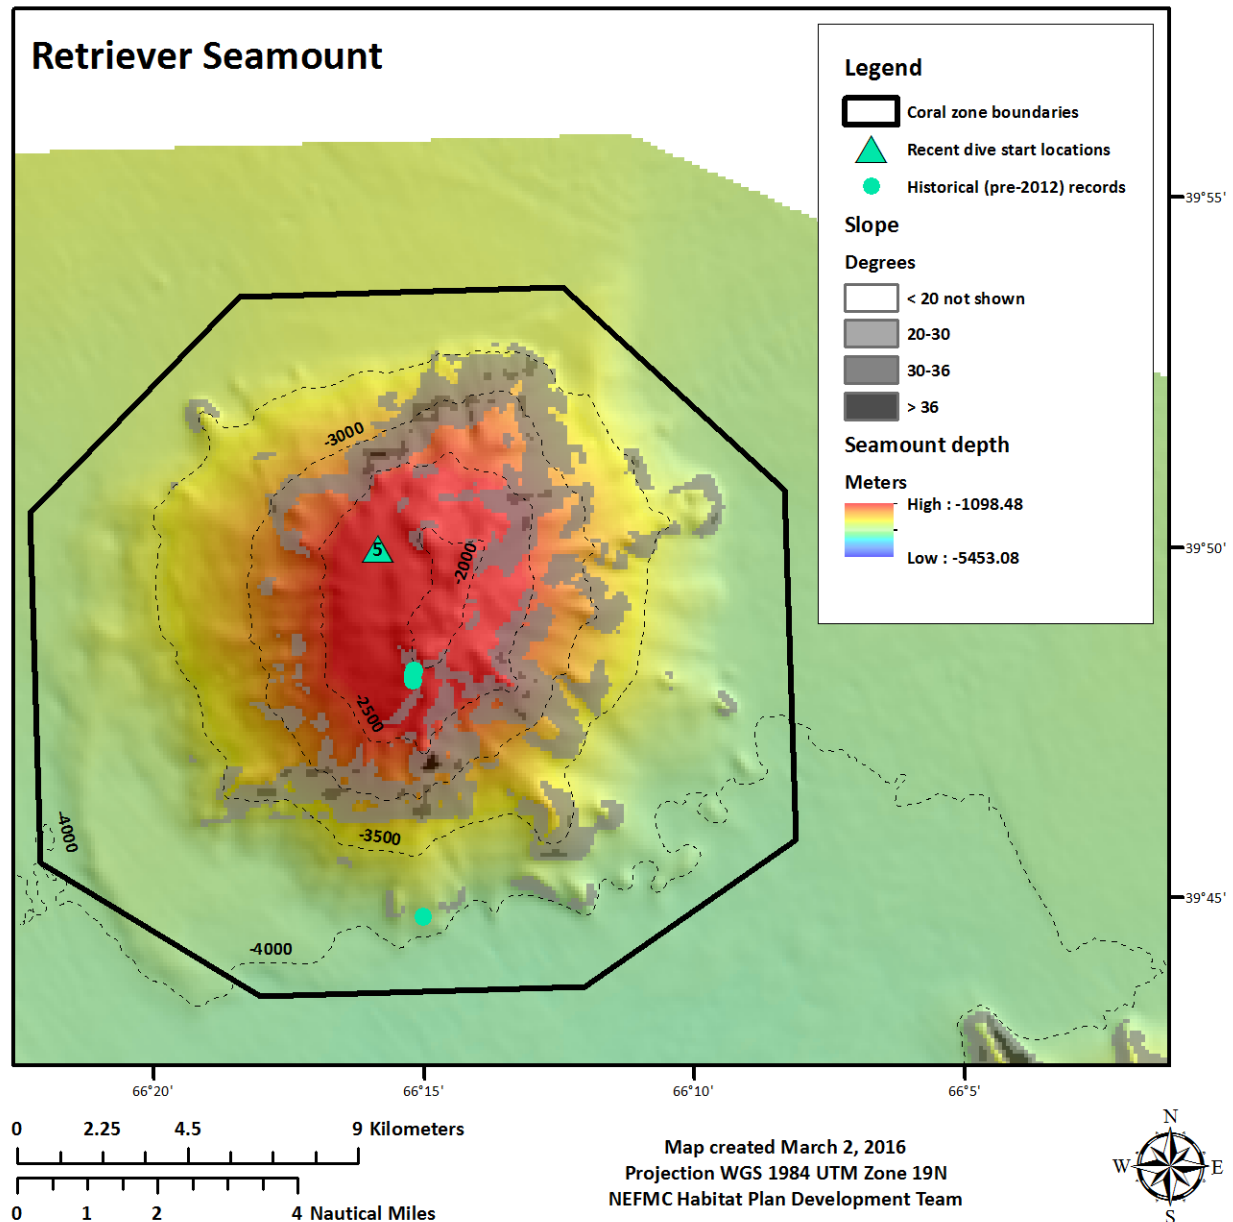 Retriever Seamount
Legend
Coral zone boundaries
Recent dive start locations
Historical (pre-2012) records
Slope
Degrees
< 20 not shown
20-30
30-36
> 36
Seamount depth
Meters
High : -1098.48
Low : -5453.08
39°55'
39°50'
39°45'
-3000
5
-2000
-2500
-3500
-4000
-4000
66°20'
66°15'
66°10'
66°5'
0 2.25 4.5 9 Kilometers
0 1 2 4 Nautical Miles
Map created March 2, 2016
Projection WGS 1984 UTM Zone 19N
NEFMC Habitat Plan Development Team
N
W E
S